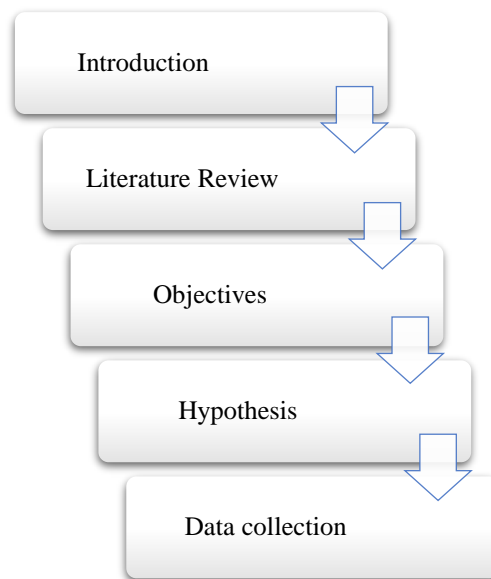 Introduction
Literature Review
Objectives
Hypothesis
Data collection